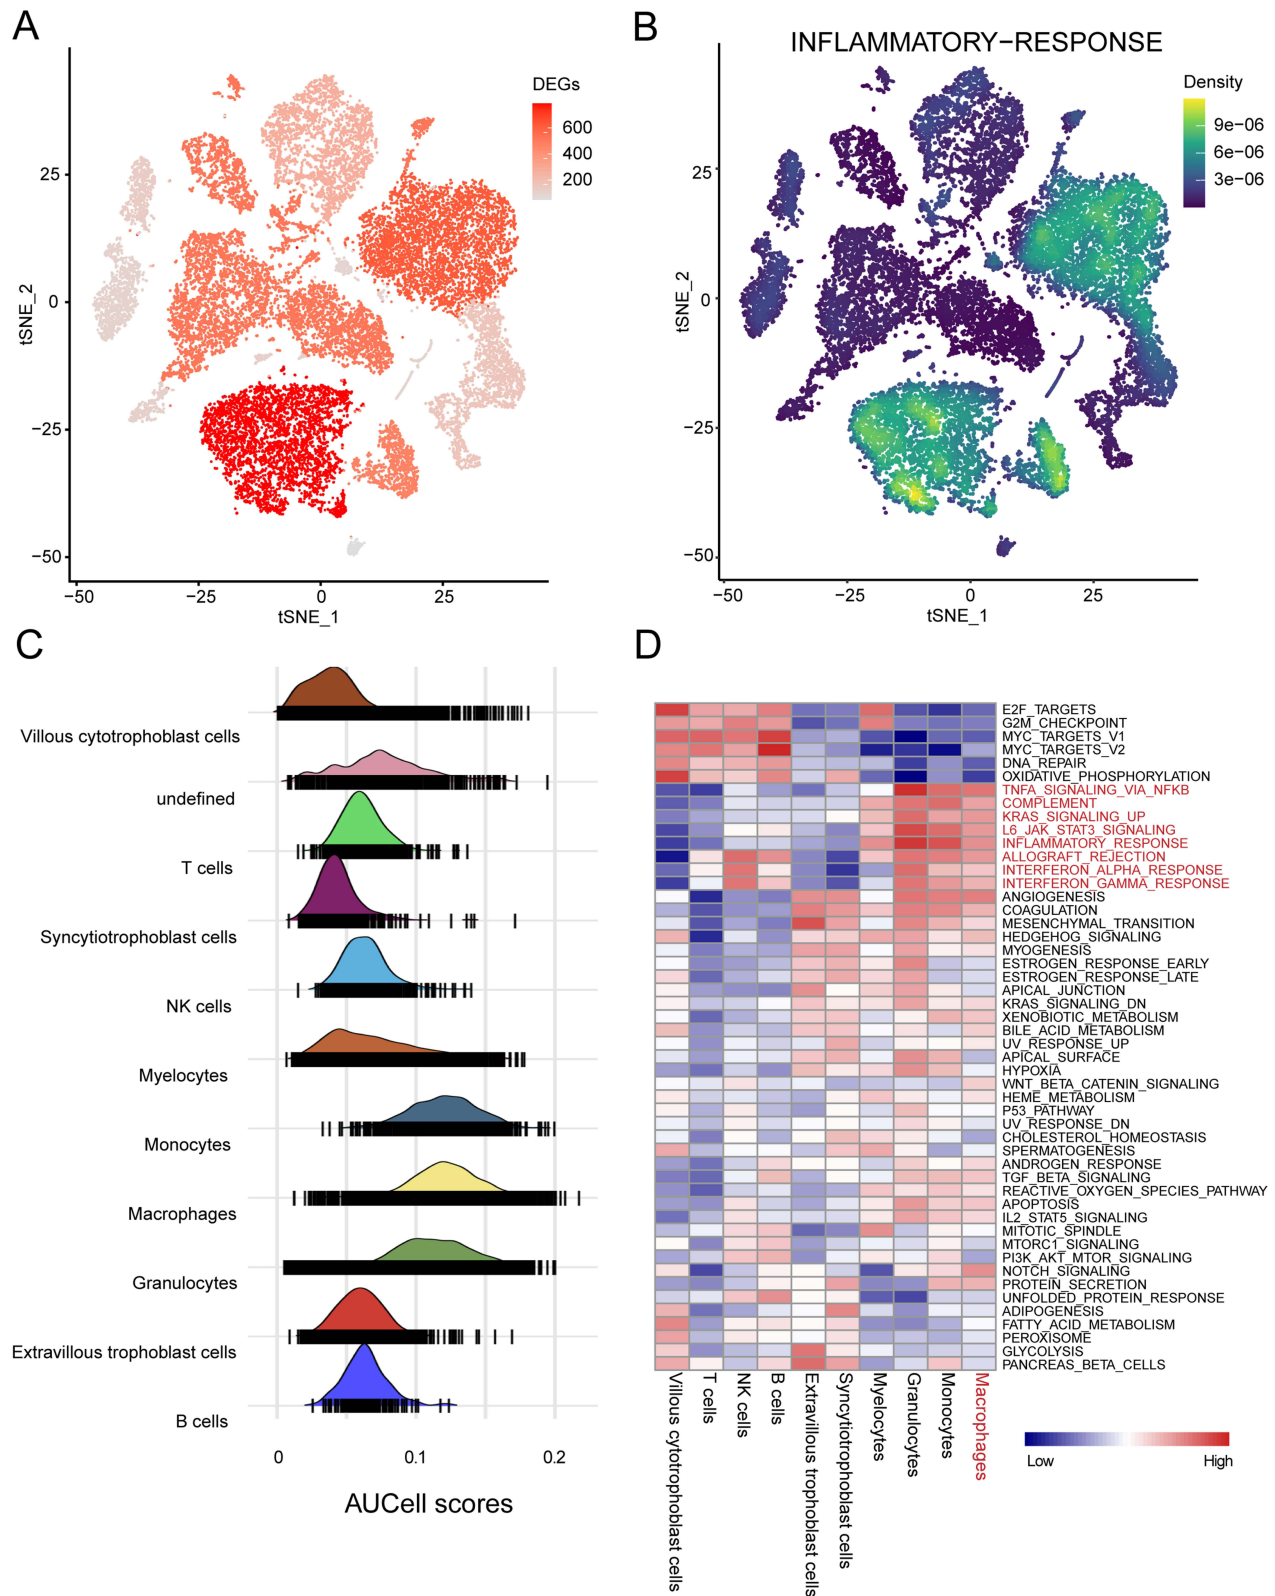 A
DEGs
600
400
200
25
0
−25
−50
tSNE_2
−50
−25
0
25
tSNE_1
B
INFLAMMATORY−RESPONSE
Density
9e−06
6e−06
3e−06
25
0
−25
−50
tSNE_2
−50
−25
0
25
tSNE_1
C
Villous cytotrophoblast cells
undefined
T cells
Syncytiotrophoblast cells
NK cells
Myelocytes
Monocytes
Macrophages
Granulocytes
Extravillous trophoblast cells
B cells
0
0.1
0.2
AUCell scores
D
E2F_TARGETS
G2M_CHECKPOINT
MYC_TARGETS_V1
MYC_TARGETS_V2
DNA_REPAIR
OXIDATIVE_PHOSPHORYLATION
TNFA_SIGNALING_VIA_NFKB
COMPLEMENT
KRAS_SIGNALING_UP
L6_JAK_STAT3_SIGNALING
INFLAMMATORY_RESPONSE
ALLOGRAFT_REJECTION
INTERFERON_ALPHA_RESPONSE
INTERFERON_GAMMA_RESPONSE
ANGIOGENESIS
COAGULATION
MESENCHYMAL_TRANSITION
HEDGEHOG_SIGNALING
MYOGENESIS
ESTROGEN_RESPONSE_EARLY
ESTROGEN_RESPONSE_LATE
APICAL_JUNCTION
KRAS_SIGNALING_DN
XENOBIOTIC_METABOLISM
BILE_ACID_METABOLISM
UV_RESPONSE_UP
APICAL_SURFACE
HYPOXIA
WNT_BETA_CATENIN_SIGNALING
HEME_METABOLISM
P53_PATHWAY
UV_RESPONSE_DN
CHOLESTEROL_HOMEOSTASIS
SPERMATOGENESIS
ANDROGEN_RESPONSE
TGF_BETA_SIGNALING
REACTIVE_OXYGEN_SPECIES_PATHWAY
APOPTOSIS
IL2_STAT5_SIGNALING
MITOTIC_SPINDLE
MTORC1_SIGNALING
PI3K_AKT_MTOR_SIGNALING
NOTCH_SIGNALING
PROTEIN_SECRETION
UNFOLDED_PROTEIN_RESPONSE
ADIPOGENESIS
FATTY_ACID_METABOLISM
PEROXISOME
GLYCOLYSIS
PANCREAS_BETA_CELLS
Villous cytotrophoblast cells
T cells
NK cells
B cells
Extravillous trophoblast cells
Syncytiotrophoblast cells
Myelocytes
Granulocytes
Monocytes
Macrophages
Low
High